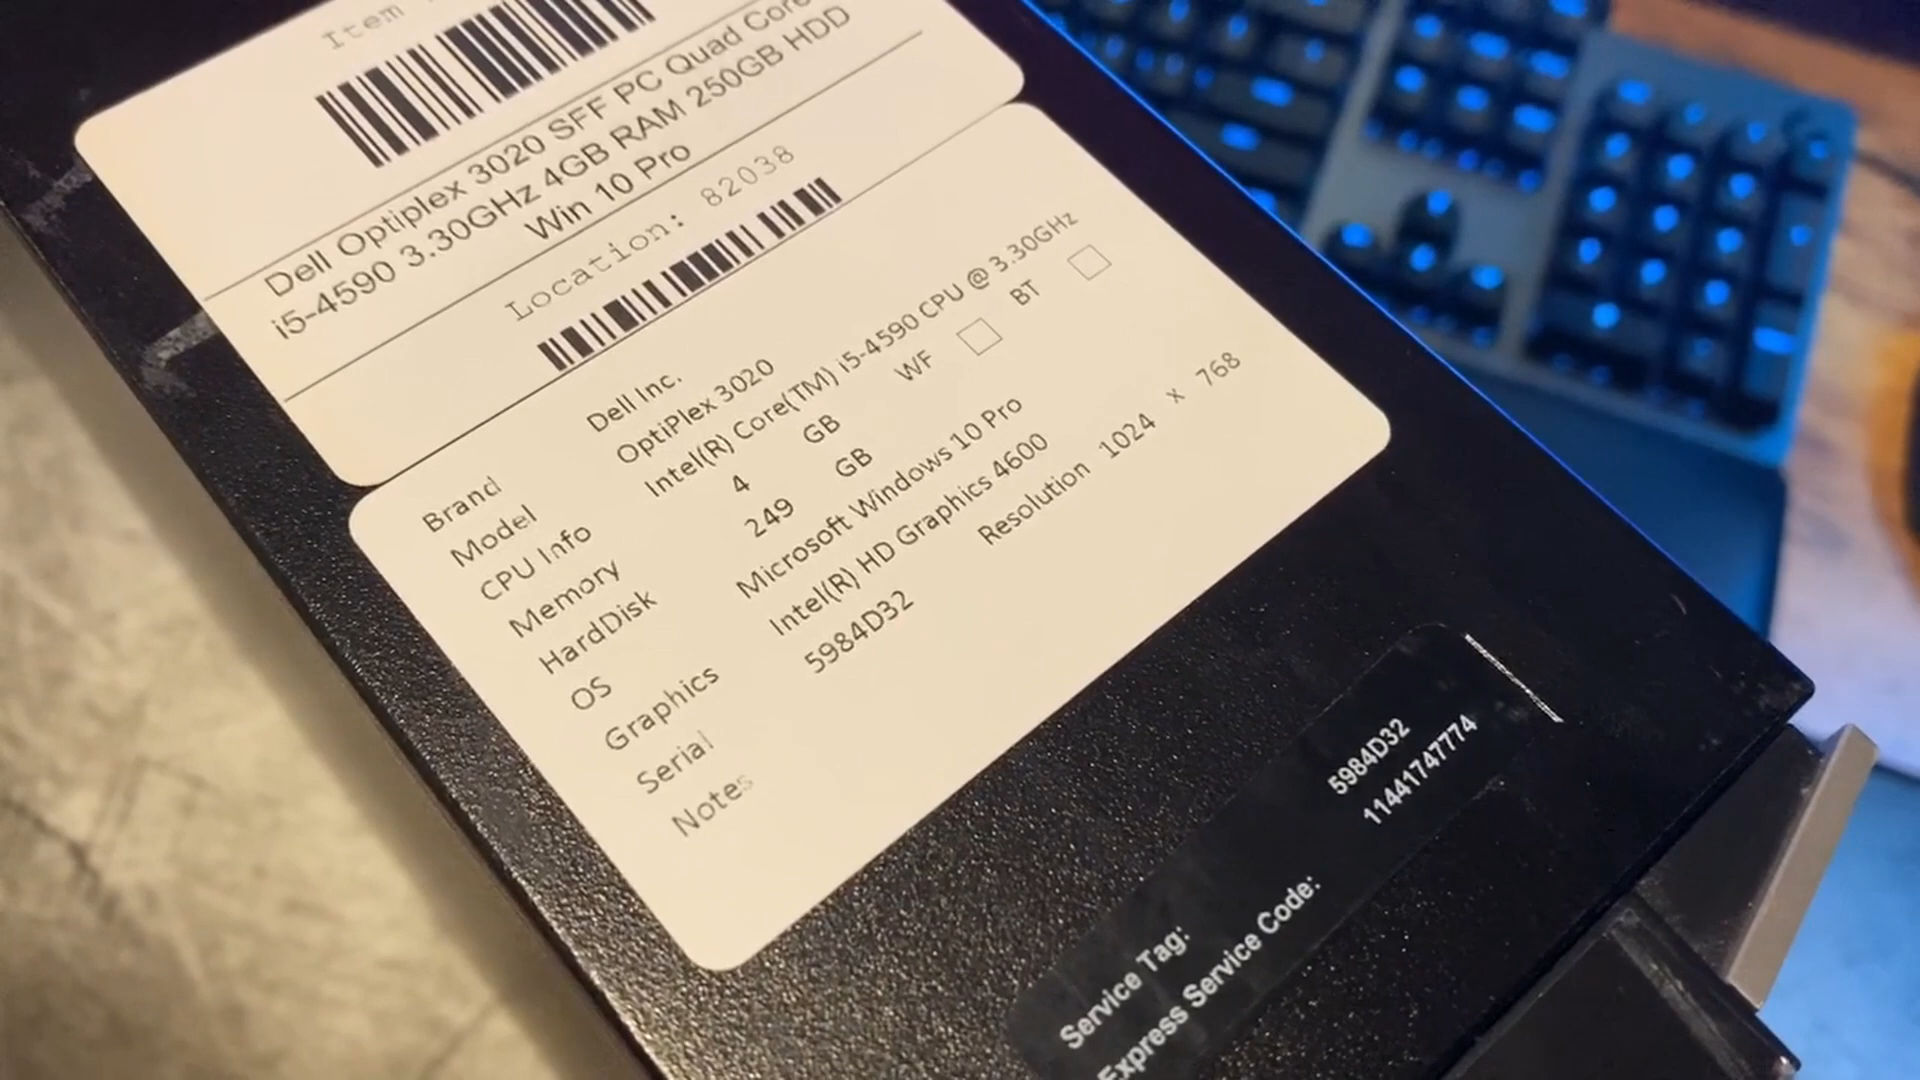 Item
Dell Optiplex 3020 SFF PC Quad Core
i5-4590 3.30GHz 4GB RAM 250GB HDD
Win 10 Pro
Location: 82038
Brand Dell Inc.
Model OptiPlex 3020
CPU Info Intel(R) Core(TM) i5-4590 CPU @ 3.30GHz
Memory 4 GB WF BT
HardDisk 249 GB
OS Microsoft Windows 10 Pro
Graphics Intel(R) HD Graphics 4600 Resolution 1024 x 768
Serial 5984D32
Notes
Service Tag: 5984D32
Express Service Code: 11441747774